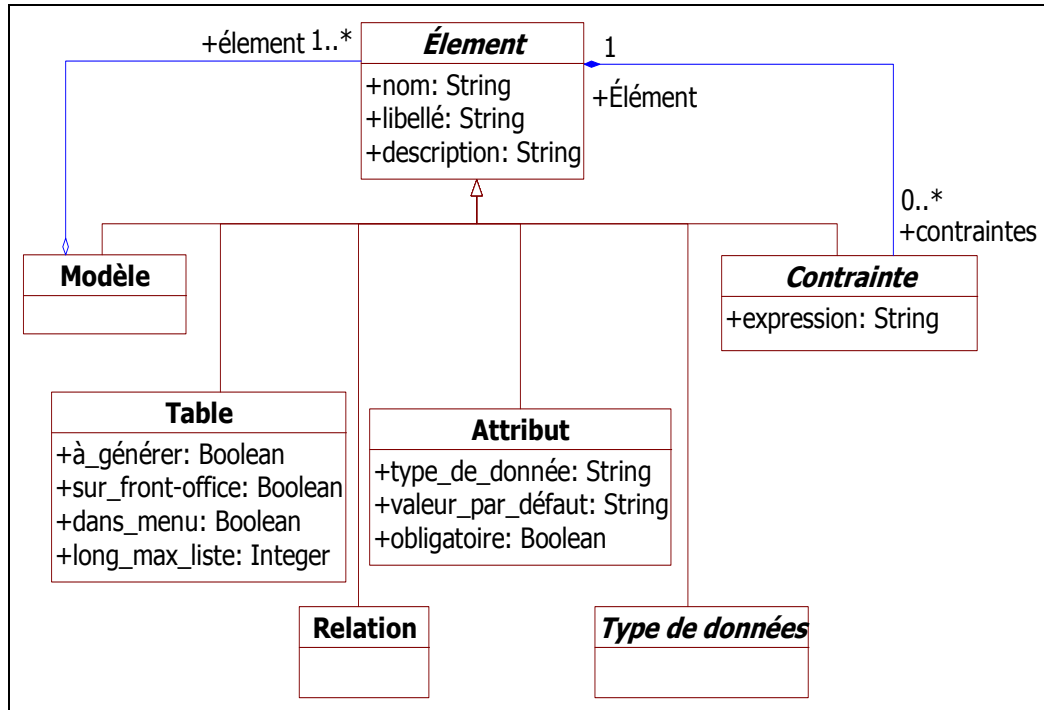 +élement 1..*
Élement
1
+nom: String
+libellé: String
+description: String
+Élément
0..*
+contraintes
Modèle
Contrainte
+expression: String
Table
+à_générer: Boolean
+sur_front-office: Boolean
+dans_menu: Boolean
+long_max_liste: Integer
Attribut
+type_de_donnée: String
+valeur_par_défaut: String
+obligatoire: Boolean
Relation
Type de données